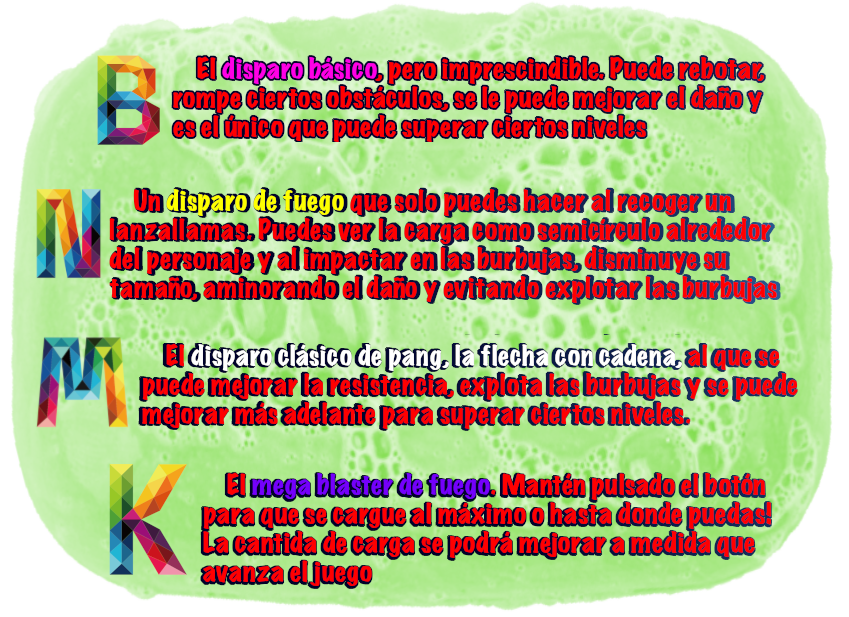 B
El disparo básico, pero imprescindible. Puede rebotar,
rompe ciertos obstáculos, se le puede mejorar el daño y
es el único que puede superar ciertos niveles
N
Un disparo de fuego que solo puedes hacer al recoger un
lanzallamas. Puedes ver la carga como semicírculo alrededor
del personaje y al impactar en las burbujas, disminuye su
tamaño, aminorando el daño y evitando explotar las burbujas
M
El disparo clásico de pang, la flecha con cadena, al que se
puede mejorar la resistencia, explota las burbujas y se puede
mejorar más adelante para superar ciertos niveles.
K
El mega blaster de fuego. Mantén pulsado el botón
para que se cargue al máximo o hasta donde puedas!
La cantida de carga se podrá mejorar a medida que
avanza el juego